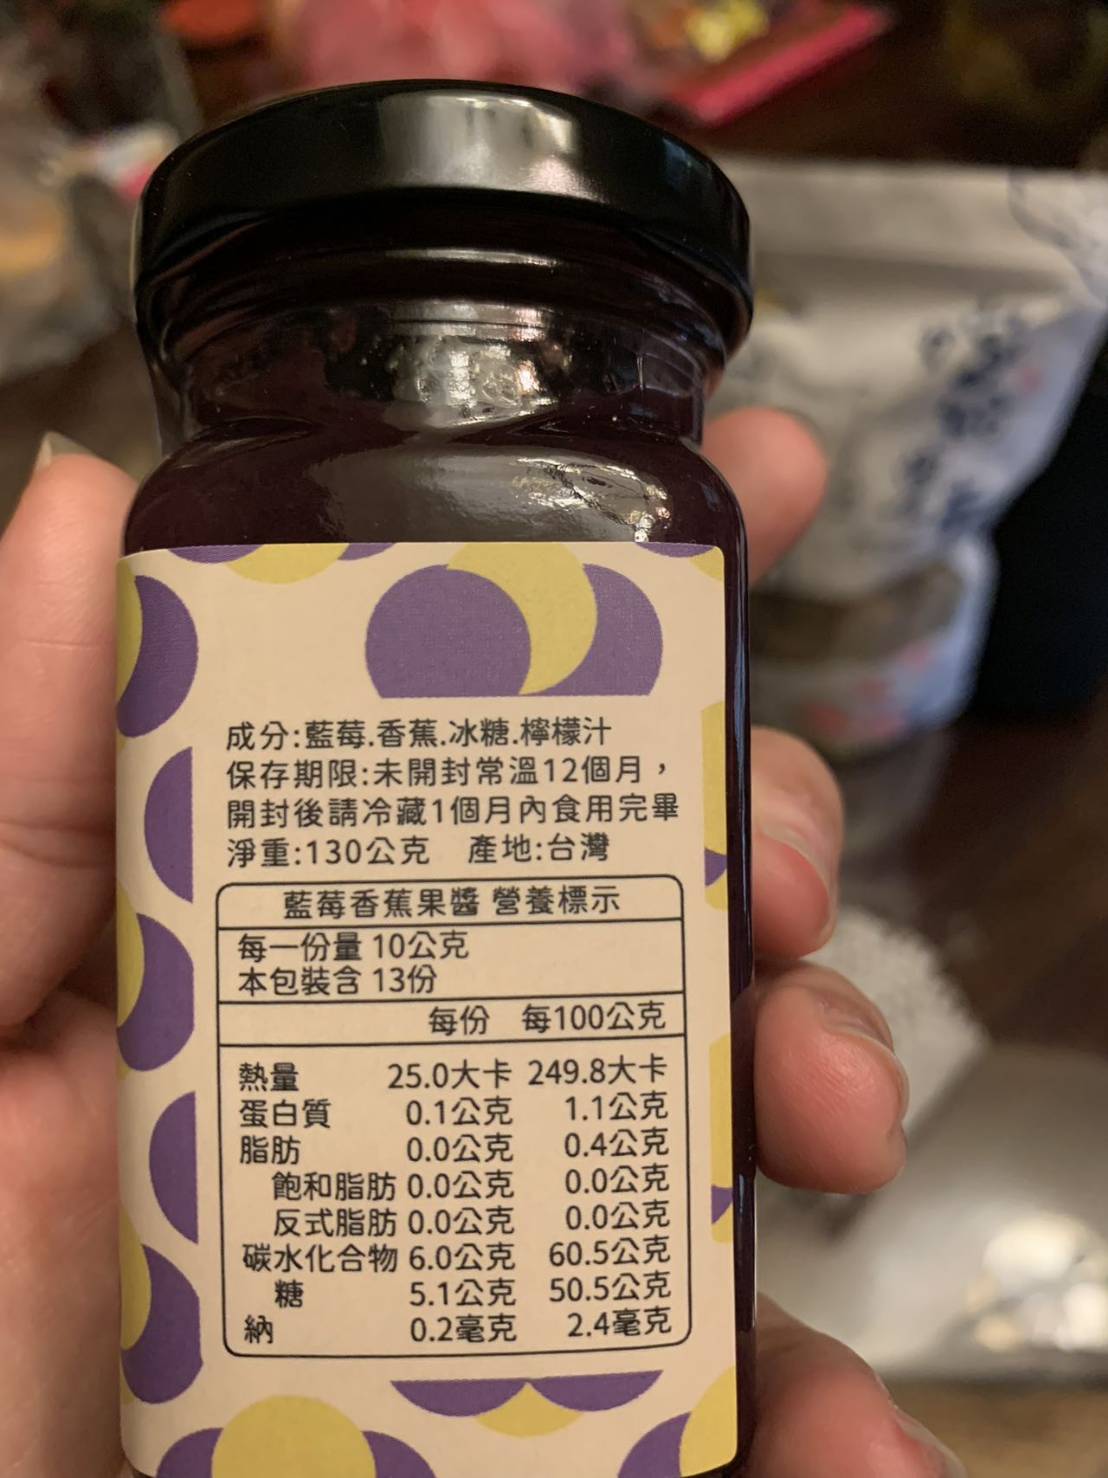 成分:藍莓.香蕉.冰糖.檸檬汁
保存期限:未開封常溫12個月，
開封後請冷藏1個月內食用完畢
淨重:130公克 產地:台灣
藍莓香蕉果醬 營養標示
每一份量 10公克
本包裝含 13份
每份 每100公克
熱量 25.0大卡 249.8大卡
蛋白質 0.1公克 1.1公克
脂肪 0.0公克 0.4公克
飽和脂肪 0.0公克 0.0公克
反式脂肪 0.0公克 0.0公克
碳水化合物 6.0公克 60.5公克
糖 5.1公克 50.5公克
納 0.2毫克 2.4毫克